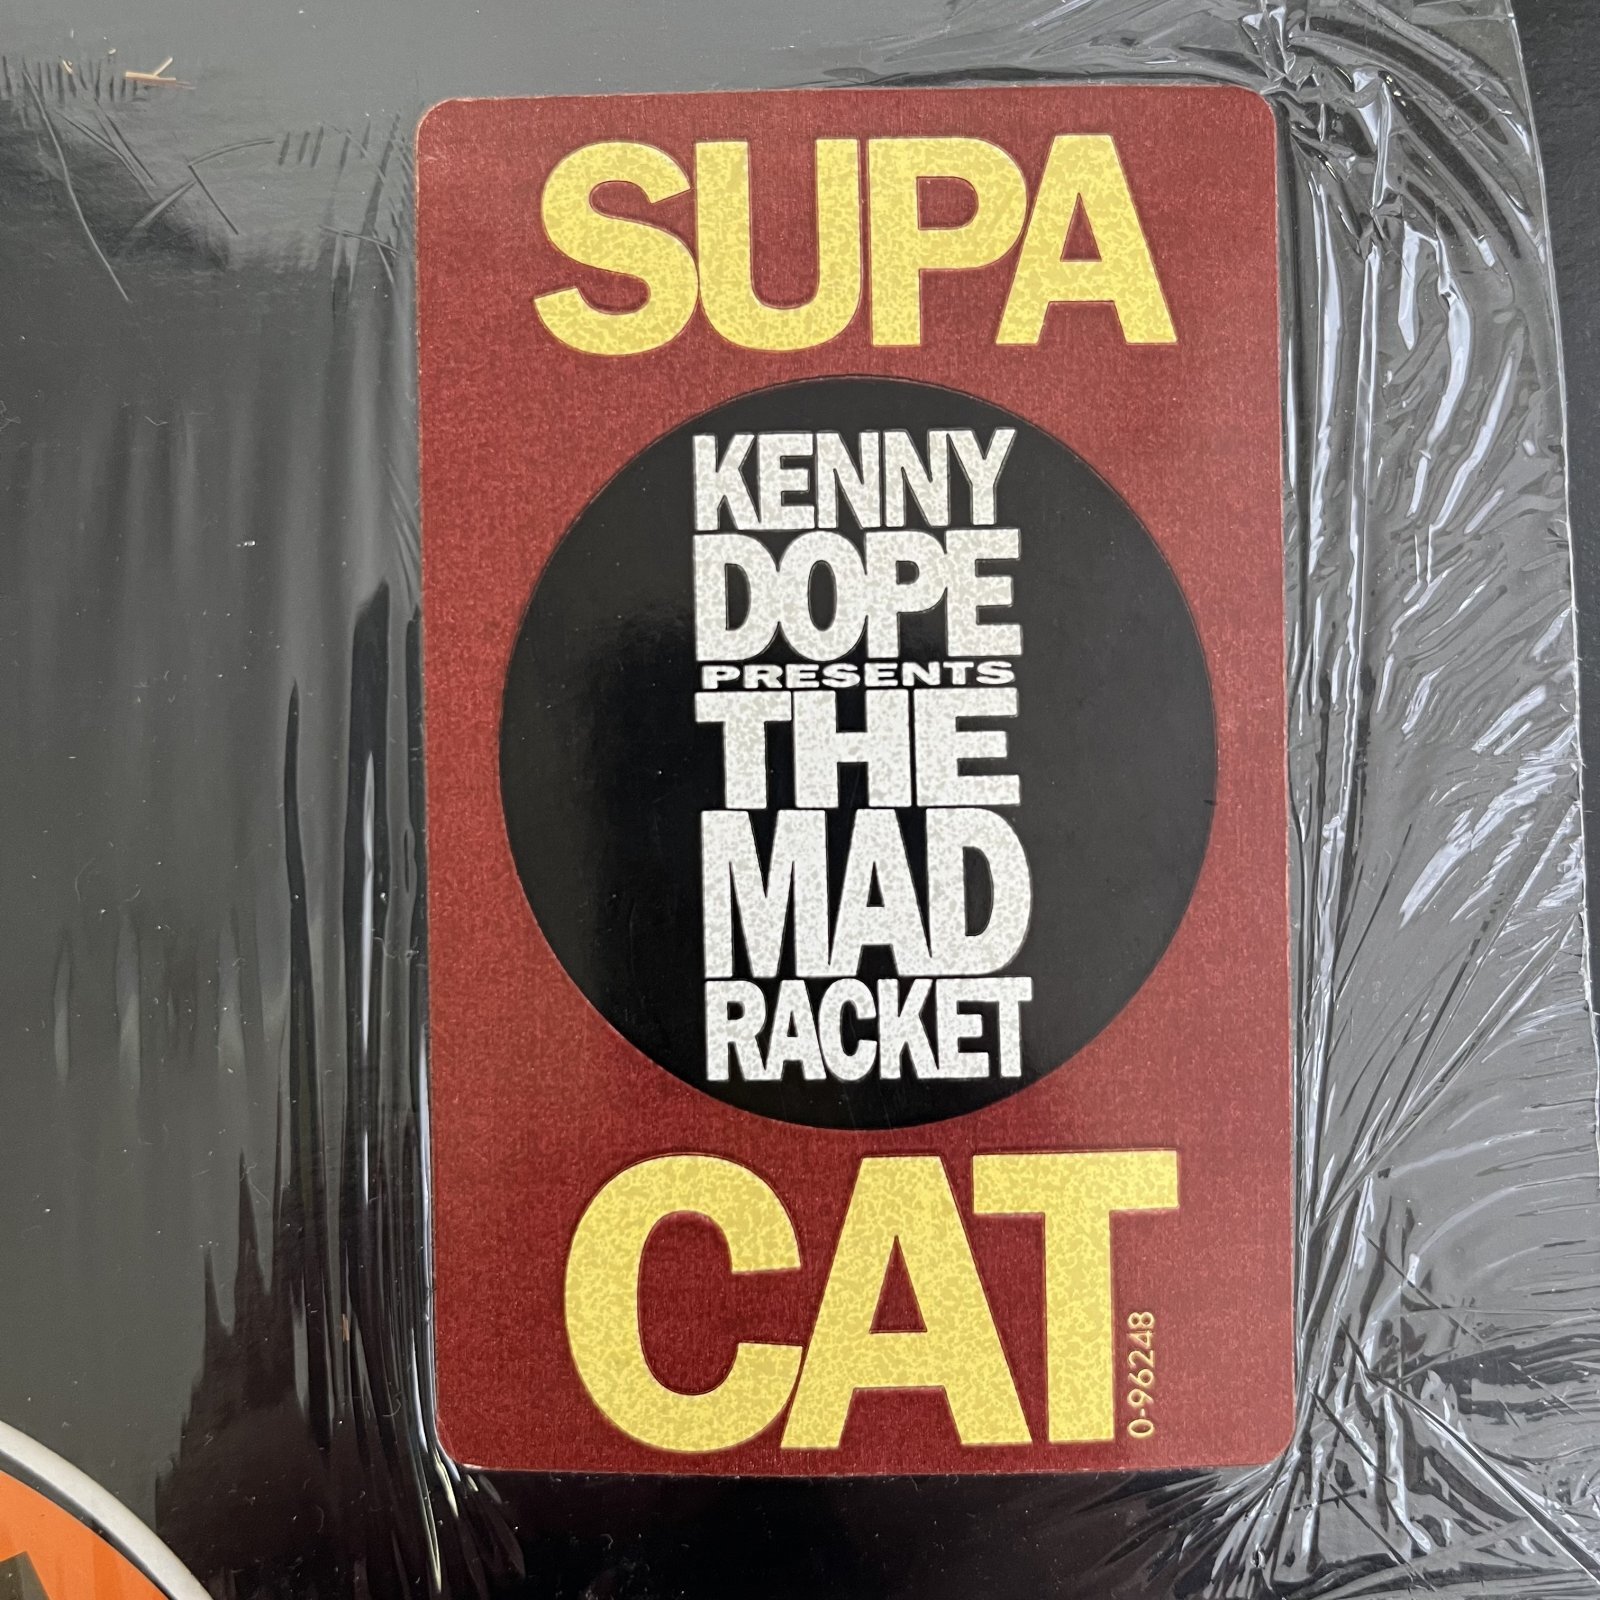 SUPA
KENNY
DOPE
PRESENTS
THE
MAD
RACKET
CAT
0-96248